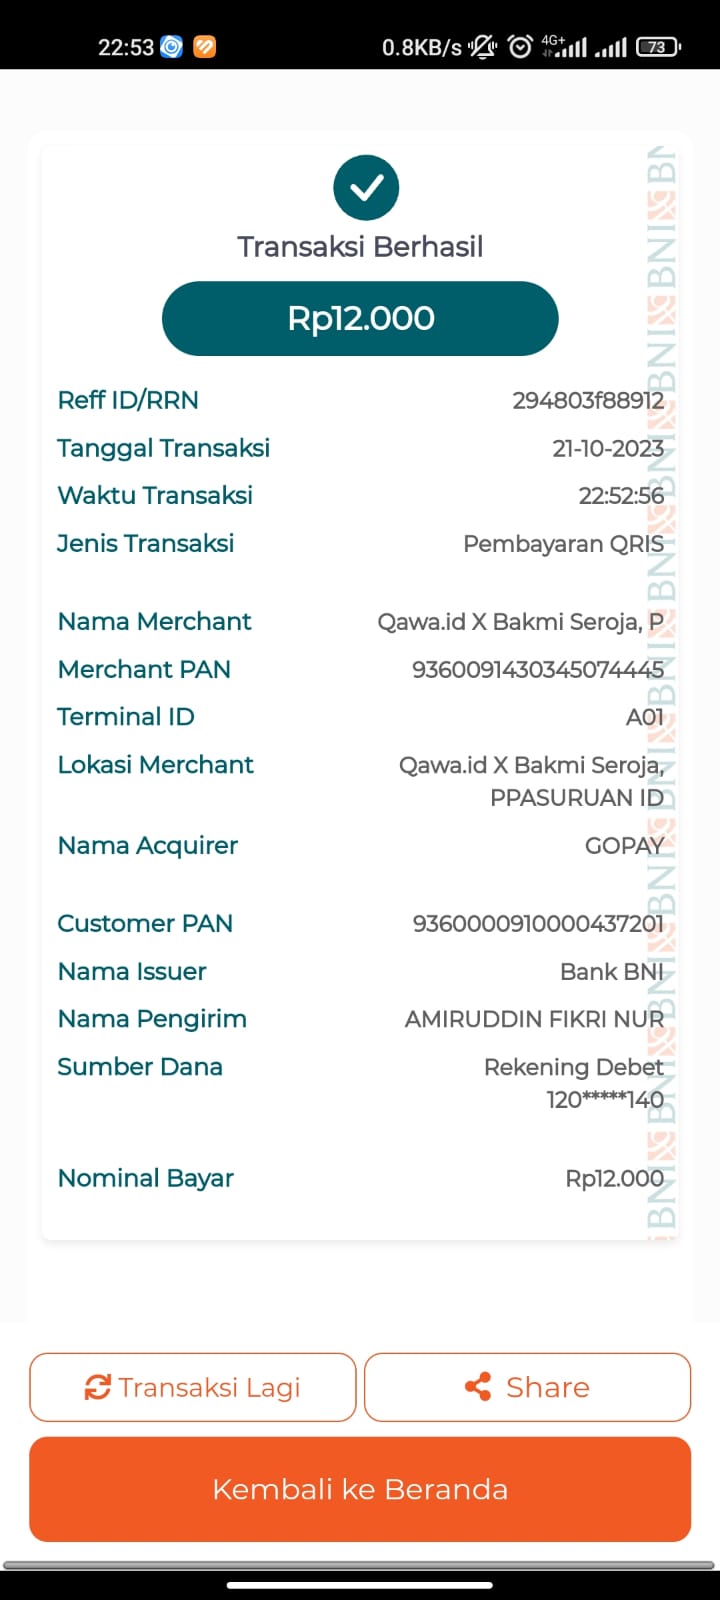 22:53 0.8KB/s 4G+ 73
Transaksi Berhasil
Rp12.000
Reff ID/RRN 294803f88912
Tanggal Transaksi 21-10-2023
Waktu Transaksi 22:52:56
Jenis Transaksi Pembayaran QRIS
Nama Merchant Qawa.id X Bakmi Seroja, P
Merchant PAN 9360091430345074445
Terminal ID A01
Lokasi Merchant Qawa.id X Bakmi Seroja,
PPASURUAN ID
Nama Acquirer GOPAY
Customer PAN 9360000910000437201
Nama Issuer Bank BNI
Nama Pengirim AMIRUDDIN FIKRI NUR
Sumber Dana Rekening Debet
120*****140
Nominal Bayar Rp12.000
BNI BNI BNI BNI BNI BNI BNI BNI BNI BNI BN
Transaksi Lagi Share
Kembali ke Beranda